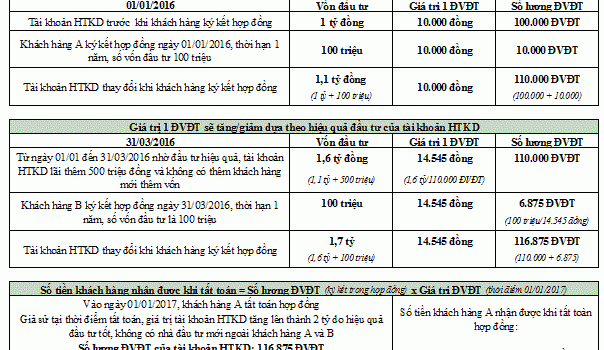 01/01/2016 Vốn đầu tư Giá trị 1 ĐVĐT Số lượng ĐVĐT
Tài khoản HTKD trước khi khách hàng ký kết hợp đồng 1 tỷ đồng 10.000 đồng 100.000 ĐVĐT
Khách hàng A ký kết hợp đồng ngày 01/01/2016, thời hạn 1
năm, số vốn đầu tư 100 triệu 100 triệu 10.000 đồng 10.000 ĐVĐT
Tài khoản HTKD thay đổi khi khách hàng ký kết hợp đồng 1,1 tỷ đồng 10.000 đồng 110.000 ĐVĐT
(1 tỷ + 100 triệu) (100.000 + 10.000)
Giá trị 1 ĐVĐT sẽ tăng/giảm dựa theo hiệu quả đầu tư của tài khoản HTKD
31/03/2016 Vốn đầu tư Giá trị 1 ĐVĐT Số lượng ĐVĐT
Từ ngày 01/01 đến 31/03/2016 nhờ đầu tư hiệu quả, tài khoản 1,6 tỷ đồng 14.545 đồng 110.000 ĐVĐT
HTKD lãi thêm 500 triệu đồng và không có thêm khách hàng (1,1 tỷ + 500 triệu) (1,6 tỷ/110.000 ĐVĐT)
mới thêm vốn
Khách hàng B ký kết hợp đồng ngày 31/03/2016, thời hạn 1 100 triệu 14.545 đồng 6.875 ĐVĐT
năm, số vốn đầu tư là 100 triệu (100 triệu/14.545 đồng)
Tài khoản HTKD thay đổi khi khách hàng ký kết hợp đồng 1,7 tỷ 14.545 đồng 116.875 ĐVĐT
(1,6 tỷ + 100 triệu) (110.000 + 6.875)
Số tiền khách hàng nhận được khi tất toán = Số lượng ĐVĐT (ký kết trong hợp đồng) x Giá trị ĐVĐT (thời điểm 01/01/2017)
Vào ngày 01/01/2017, khách hàng A tất toán hợp đồng
Giả sử tại thời điểm tất toán, giá trị tài khoản HTKD tăng lên thành 2 tỷ do hiệu quả
đầu tư tốt, không có nhà đầu tư mới ngoài khách hàng A và B
Số lượng ĐVĐT của tài khoản HTKD: 116.875 ĐVĐT
Số tiền khách hàng A nhận được khi tất toán
hợp đồng: